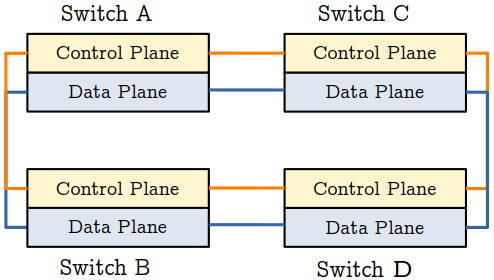 Switch A
Control Plane
Data Plane
Switch C
Control Plane
Data Plane
Control Plane
Data Plane
Switch B
Control Plane
Data Plane
Switch D